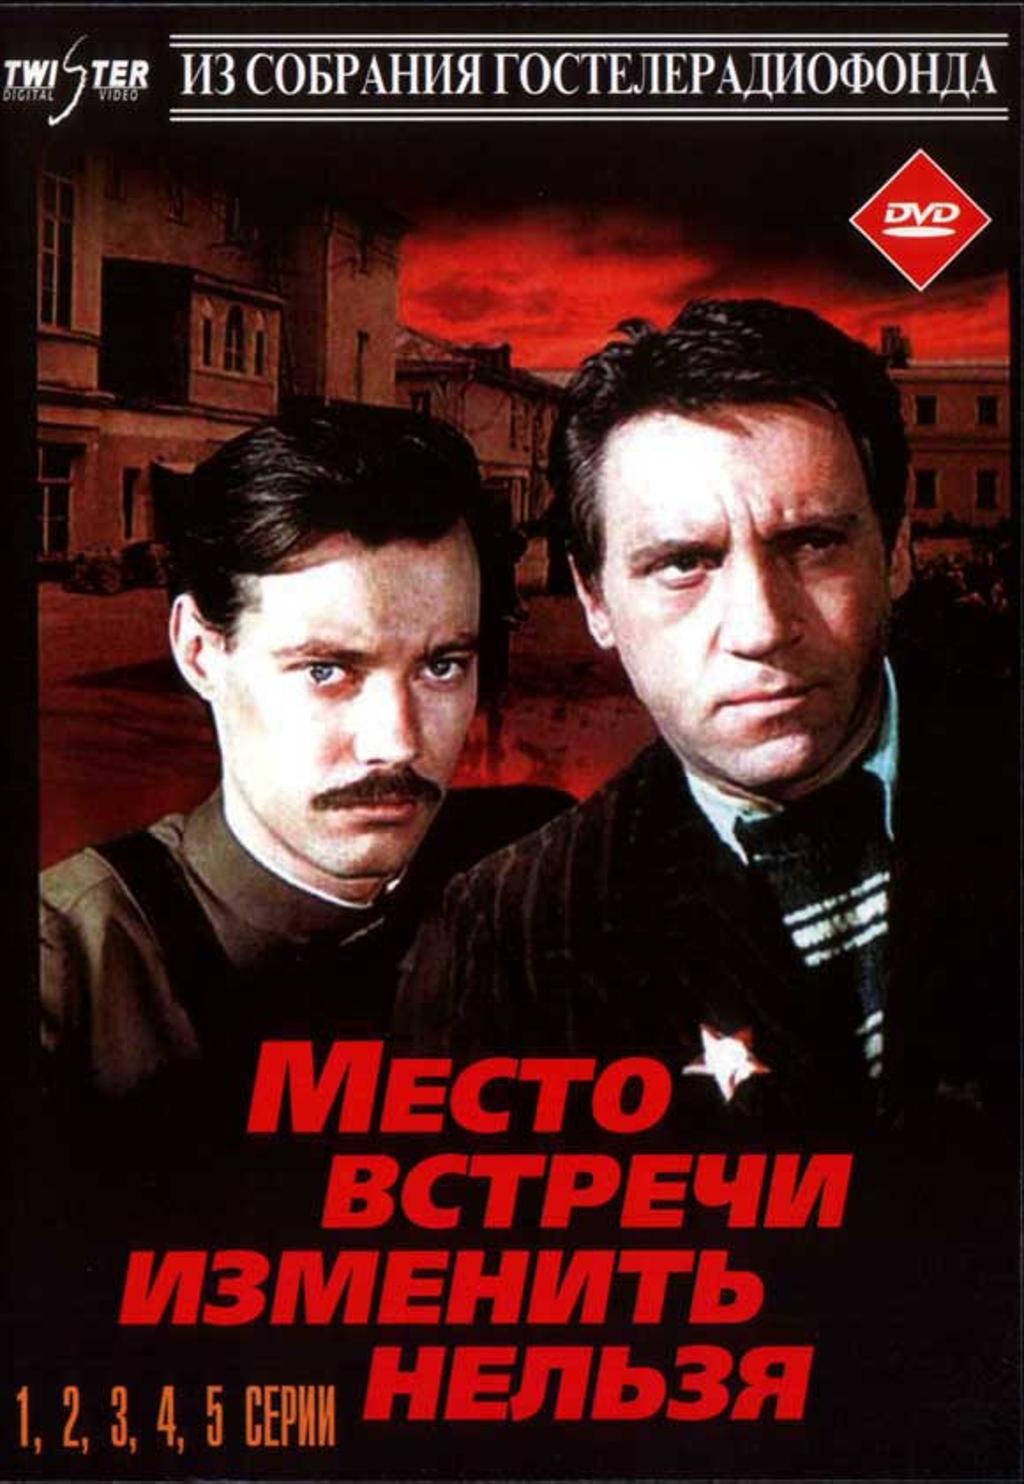 TWISTER
DIGITAL VIDEO
ИЗ СОБРАНИЯ ГОСТЕЛЕРАДИОФОНДА
DVD
МЕСТО
ВСТРЕЧИ
ИЗМЕНИТЬ
НЕЛЬЗЯ
1, 2, 3, 4, 5 СЕРИИ